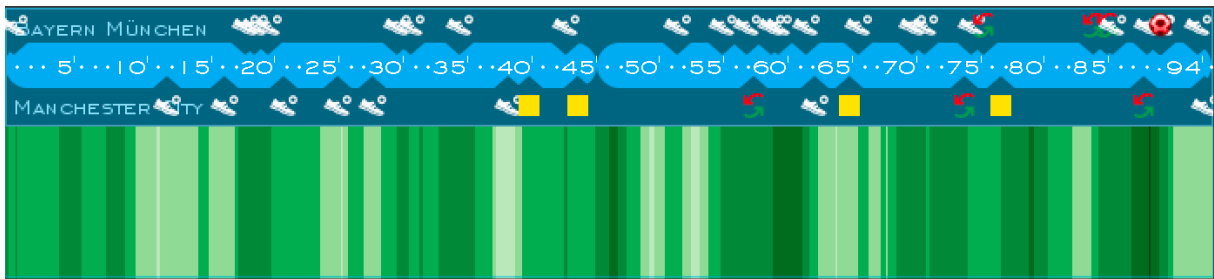 BAYERN MÜNCHEN
5' 10' 15' 20' 25' 30' 35' 40' 45' 50' 55' 60' 65' 70' 75' 80' 85' 94'
MANCHESTER CITY